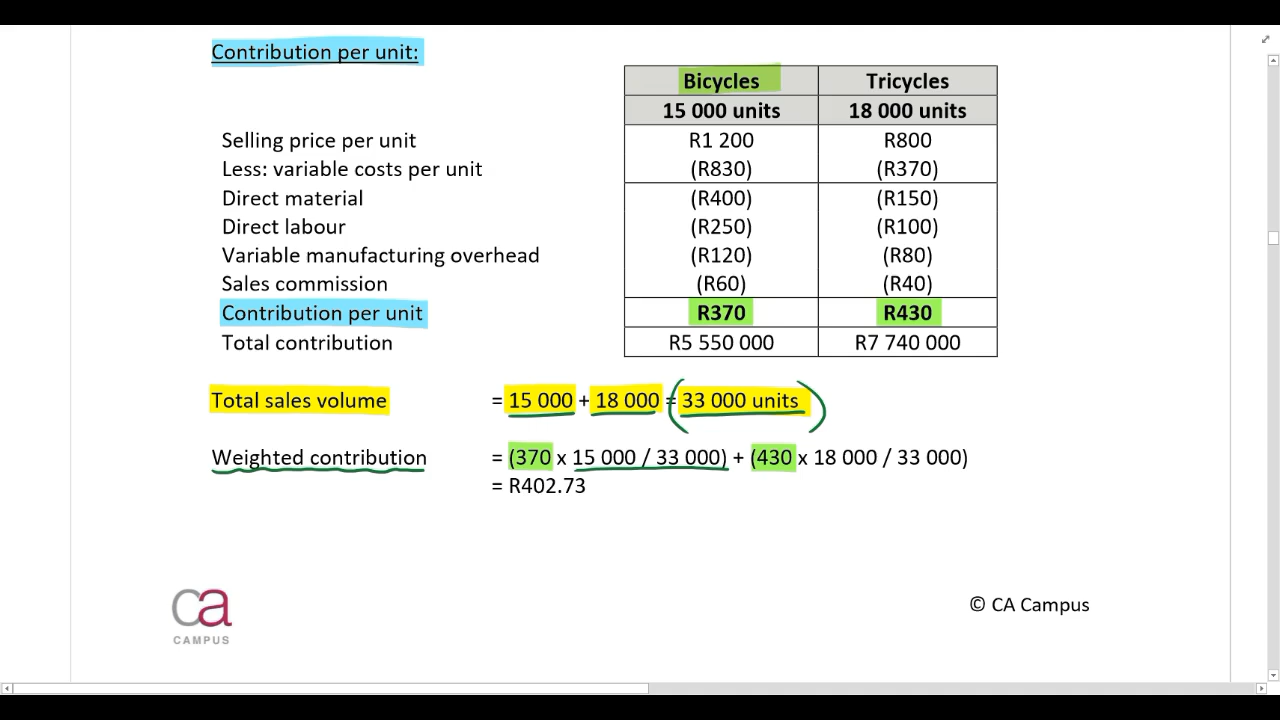 Contribution per unit:
Bicycles Tricycles
15 000 units 18 000 units
Selling price per unit R1 200 R800
Less: variable costs per unit (R830) (R370)
Direct material (R400) (R150)
Direct labour (R250) (R100)
Variable manufacturing overhead (R120) (R80)
Sales commission (R60) (R40)
Contribution per unit R370 R430
Total contribution R5 550 000 R7 740 000
Total sales volume = 15 000 + 18 000 = 33 000 units
Weighted contribution = (370 x 15 000 / 33 000) + (430 x 18 000 / 33 000)
= R402.73
ca
CAMPUS
© CA Campus